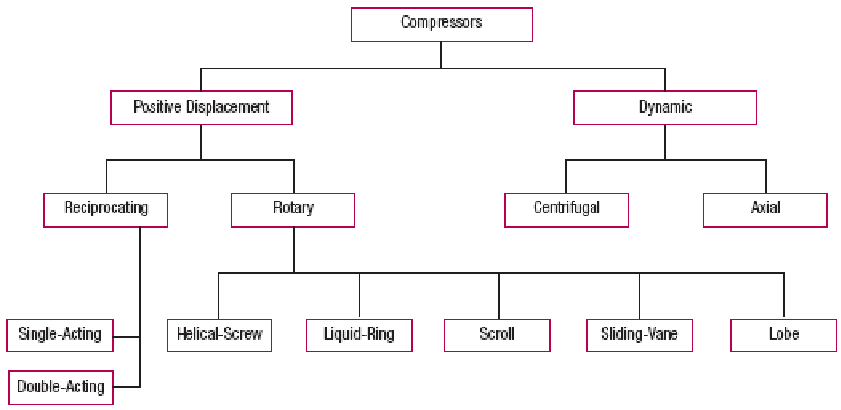 Compressors
Positive Displacement
Dynamic
Reciprocating
Rotary
Centrifugal
Axial
Single-Acting
Helical-Screw
Liquid-Ring
Scroll
Sliding-Vane
Lobe
Double-Acting